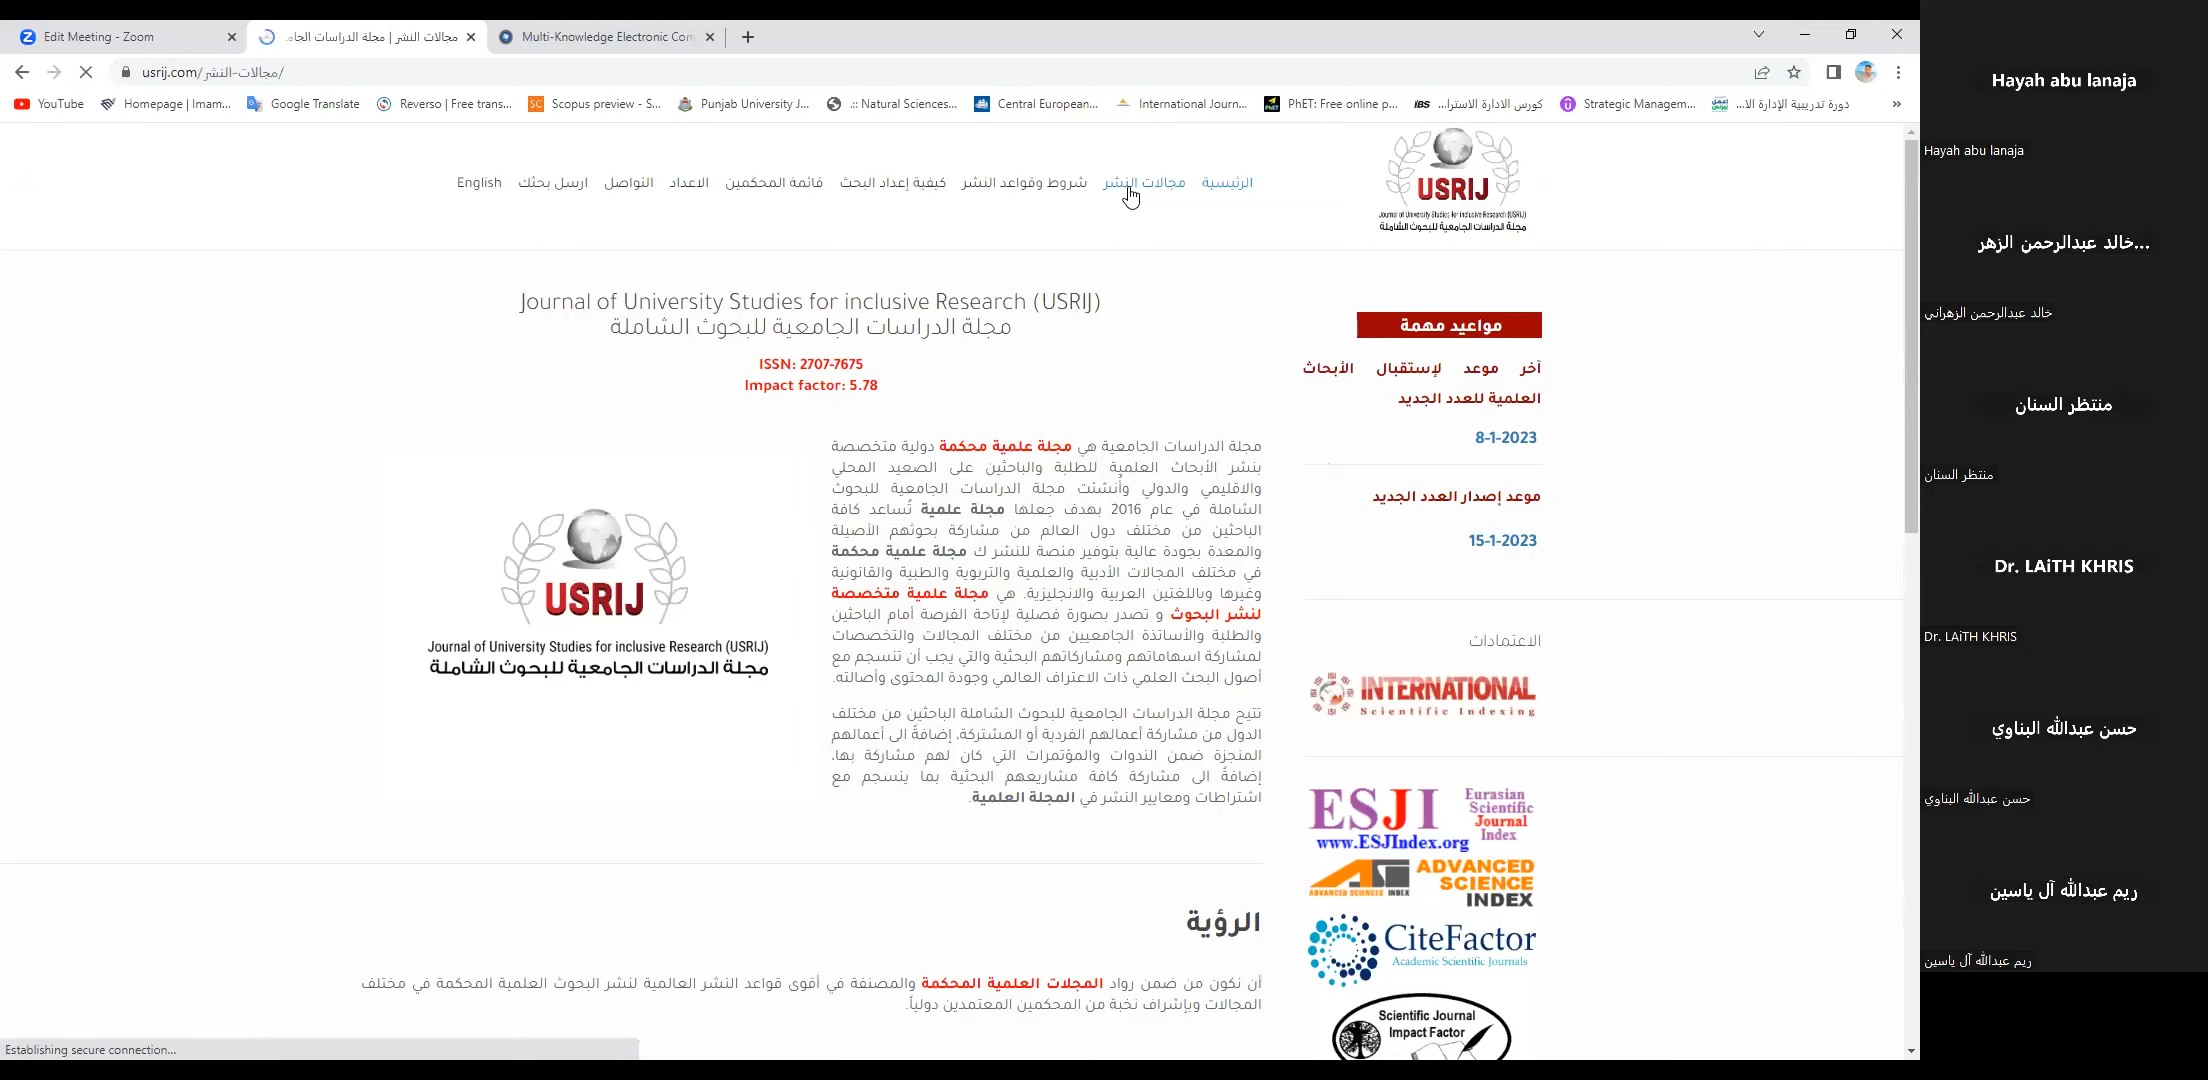 Edit Meeting - Zoom
مجالات النشر | مجلة الدراسات الجا...
Multi-Knowledge Electronic Com
usrij.com/مجالات-النشر/
YouTube
Homepage | Imam...
Google Translate
Reverso | Free trans...
Scopus preview - S...
Punjab University J...
.:: Natural Sciences...
Central European...
International Journ...
PhET: Free online p...
IBS كورس الادارة الاسترا...
Strategic Managem...
دورة تدريبية الإدارة الا...
الرئيسية
مجالات النشر
شروط وقواعد النشر
كيفية إعداد البحث
قائمة المحكمين
الاعداد
التواصل
ارسل بحثك
English
USRIJ
Journal of University Studies for inclusive Research (USRIJ)
مجلة الدراسات الجامعية للبحوث الشاملة
Journal of University Studies for inclusive Research (USRIJ)
مجلة الدراسات الجامعية للبحوث الشاملة
ISSN: 2707-7675
Impact factor: 5.78
مجلة الدراسات الجامعية هي مجلة علمية محكمة دولية متخصصة
بنشر الأبحاث العلمية للطلبة والباحثين على الصعيد المحلي
والاقليمي والدولي وأُنشئت مجلة الدراسات الجامعية للبحوث
الشاملة في عام 2016 بهدف جعلها مجلة علمية تُساعد كافة
الباحثين من مختلف دول العالم من مشاركة بحوثهم الأصيلة
والمعدة بجودة عالية بتوفير منصة للنشر ك مجلة علمية محكمة
في مختلف المجالات الأدبية والعلمية والتربوية والطبية والقانونية
وغيرها وباللغتين العربية والانجليزية. هي مجلة علمية متخصصة
لنشر البحوث و تصدر بصورة فصلية لإتاحة الفرصة أمام الباحثين
والطلبة والأساتذة الجامعيين من مختلف المجالات والتخصصات
لمشاركة اسهاماتهم ومشاركاتهم البحثية والتي يجب أن تنسجم مع
أصول البحث العلمي ذات الاعتراف العالمي وجودة المحتوى وأصالته.
تتيح مجلة الدراسات الجامعية للبحوث الشاملة الباحثين من مختلف
الدول من مشاركة أعمالهم الفردية أو المشتركة، إضافةً الى أعمالهم
المنجزة ضمن الندوات والمؤتمرات التي كان لهم مشاركة بها،
إضافةً الى مشاركة كافة مشاريعهم البحثية بما ينسجم مع
اشتراطات ومعايير النشر في المجلة العلمية.
USRIJ
Journal of University Studies for inclusive Research (USRIJ)
مجلة الدراسات الجامعية للبحوث الشاملة
الرؤية
أن نكون من ضمن رواد المجلات العلمية المحكمة والمصنفة في أقوى قواعد النشر العالمية لنشر البحوث العلمية المحكمة في مختلف
المجالات وبإشراف نخبة من المحكمين المعتمدين دولياً.
مواعيد مهمة
آخر موعد لإستقبال الأبحاث
العلمية للعدد الجديد
8-1-2023
موعد إصدار العدد الجديد
15-1-2023
الاعتمادات
INTERNATIONAL
Scientific Indexing
ESJI Eurasian
Scientific
Journal
Index
www.ESJIndex.org
ADVANCED SCIENCES INDEX
ADVANCED
SCIENCE
INDEX
CiteFactor
Academic Scientific Journals
Scientific Journal
Impact Factor
Establishing secure connection...
Hayah abu lanaja
Hayah abu lanaja
خالد عبدالرحمن الزهر...
خالد عبدالرحمن الزهراني
منتظر السنان
منتظر السنان
Dr. LAiTH KHRIS
Dr. LAiTH KHRIS
حسن عبدالله البناوي
حسن عبدالله البناوي
ريم عبدالله آل ياسين
ريم عبدالله آل ياسين